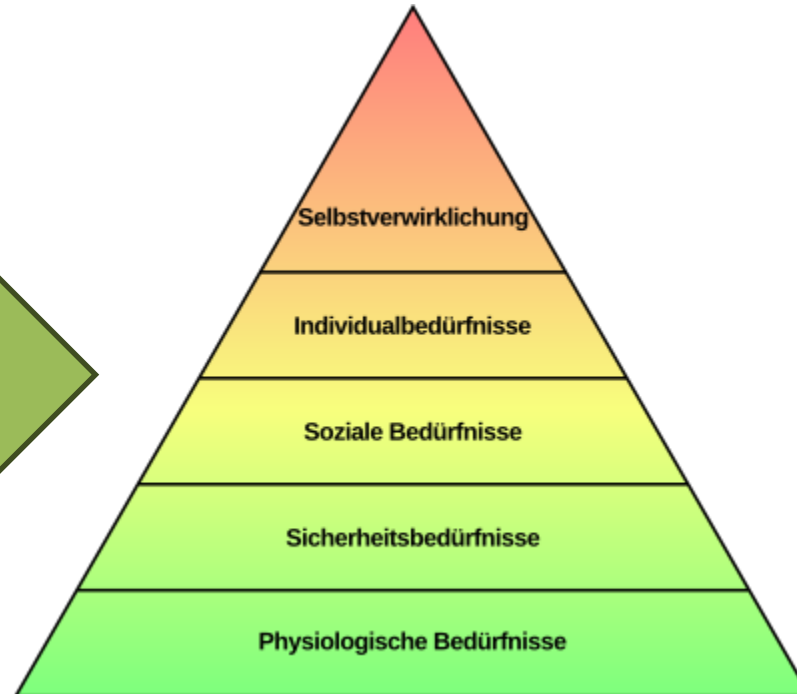 Selbstverwirklichung
Individualbedürfnisse
Soziale Bedürfnisse
Sicherheitsbedürfnisse
Physiologische Bedürfnisse